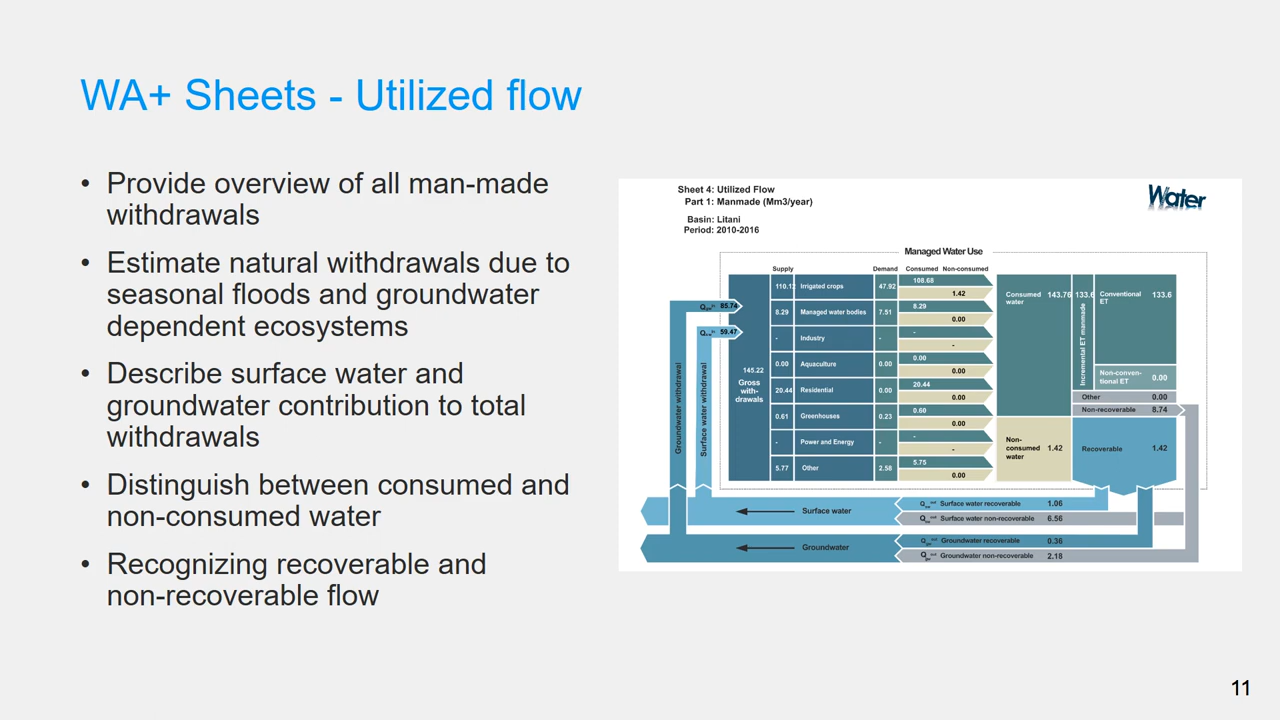 WA+ Sheets - Utilized flow
• Provide overview of all man-made
withdrawals
• Estimate natural withdrawals due to
seasonal floods and groundwater
dependent ecosystems
• Describe surface water and
groundwater contribution to total
withdrawals
• Distinguish between consumed and
non-consumed water
• Recognizing recoverable and
non-recoverable flow
Sheet 4: Utilized Flow
Part 1: Manmade (Mm3/year)
Basin: Litani
Period: 2010-2016
Water
Managed Water Use
Supply Demand Consumed Non-consumed
Groundwater withdrawal
Surface water withdrawal
85.74
59.47
145.22
Gross
with-
drawals
110.12 Irrigated crops 47.92 108.68
1.42
8.29 Managed water bodies 7.51 8.29
0.00
- Industry - -
-
0.00 Aquaculture 0.00 0.00
0.00
20.44 Residential 0.00 20.44
0.00
0.61 Greenhouses 0.23 0.60
0.00
- Power and Energy - -
-
5.77 Other 2.58 5.75
0.00
Consumed 143.76
water
Non-
consumed 1.42
water
133.6
Incremental ET manmade
Conventional 133.6
ET
Non-conven- 0.00
tional ET
Other 0.00
Non-recoverable 8.74
Recoverable 1.42
Surface water
Surface water recoverable 1.06
Surface water non-recoverable 6.56
Groundwater
Groundwater recoverable 0.36
Groundwater non-recoverable 2.18
11